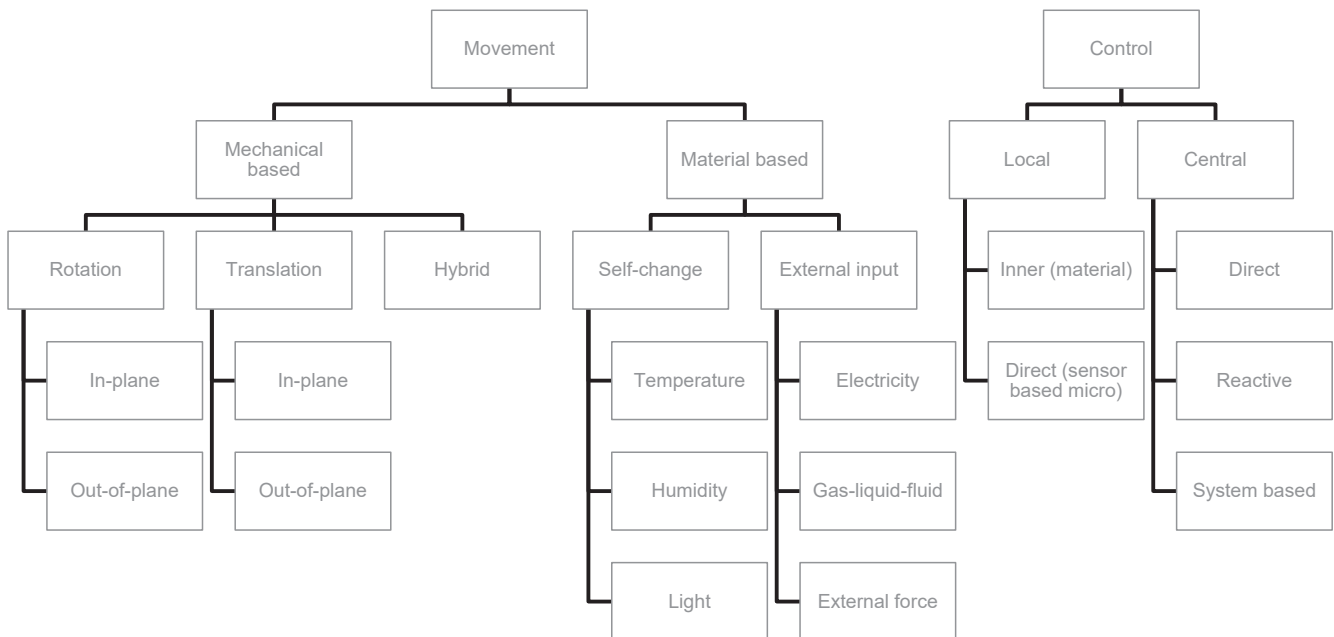 Movement
Control
Mechanical
based
Material based
Local
Central
Rotation
Translation
Hybrid
Self-change
External input
Inner (material)
Direct
In-plane
In-plane
Temperature
Electricity
Direct (sensor
based micro)
Reactive
Out-of-plane
Out-of-plane
Humidity
Gas-liquid-fluid
System based
Light
External force